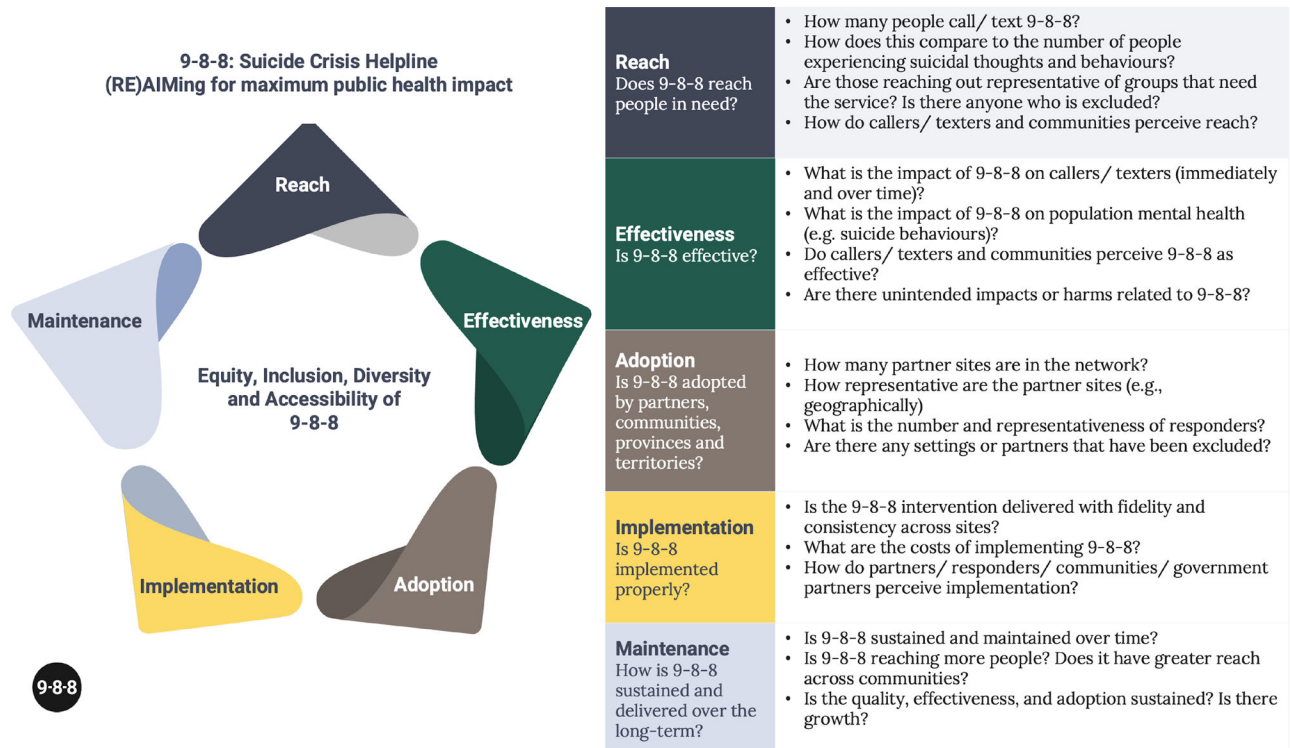 9-8-8: Suicide Crisis Helpline
(RE)AIMing for maximum public health impact
Reach
Effectiveness
Adoption
Implementation
Maintenance
Equity, Inclusion, Diversity
and Accessibility of
9-8-8
9-8-8
Reach
Does 9-8-8 reach
people in need?
• How many people call/ text 9-8-8?
• How does this compare to the number of people
experiencing suicidal thoughts and behaviours?
• Are those reaching out representative of groups that need
the service? Is there anyone who is excluded?
• How do callers/ texters and communities perceive reach?
Effectiveness
Is 9-8-8 effective?
• What is the impact of 9-8-8 on callers/ texters (immediately
and over time)?
• What is the impact of 9-8-8 on population mental health
(e.g. suicide behaviours)?
• Do callers/ texters and communities perceive 9-8-8 as
effective?
• Are there unintended impacts or harms related to 9-8-8?
Adoption
Is 9-8-8 adopted
by partners,
communities,
provinces and
territories?
• How many partner sites are in the network?
• How representative are the partner sites (e.g.,
geographically)
• What is the number and representativeness of responders?
• Are there any settings or partners that have been excluded?
Implementation
Is 9-8-8
implemented
properly?
• Is the 9-8-8 intervention delivered with fidelity and
consistency across sites?
• What are the costs of implementing 9-8-8?
• How do partners/ responders/ communities/ government
partners perceive implementation?
Maintenance
How is 9-8-8
sustained and
delivered over the
long-term?
• Is 9-8-8 sustained and maintained over time?
• Is 9-8-8 reaching more people? Does it have greater reach
across communities?
• Is the quality, effectiveness, and adoption sustained? Is there
growth?